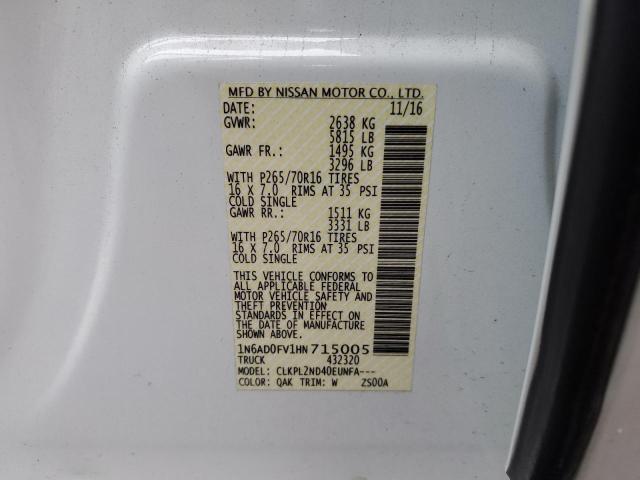 MFD BY NISSAN MOTOR CO., LTD.
DATE: 11/16
GVWR: 2638 KG
5815 LB
GAWR FR.: 1495 KG
3296 LB
WITH P265/70R16 TIRES
16 X 7.0 RIMS AT 35 PSI
COLD SINGLE
GAWR RR.: 1511 KG
3331 LB
WITH P265/70R16 TIRES
16 X 7.0 RIMS AT 35 PSI
COLD SINGLE
THIS VEHICLE CONFORMS TO
ALL APPLICABLE FEDERAL
MOTOR VEHICLE SAFETY AND
THEFT PREVENTION
STANDARDS IN EFFECT ON
THE DATE OF MANUFACTURE
SHOWN ABOVE.
1N6AD0FV1HN715005
TRUCK 432320
MODEL: CLKPL2ND40EUNFA---
COLOR: QAK TRIM: W ZS00A